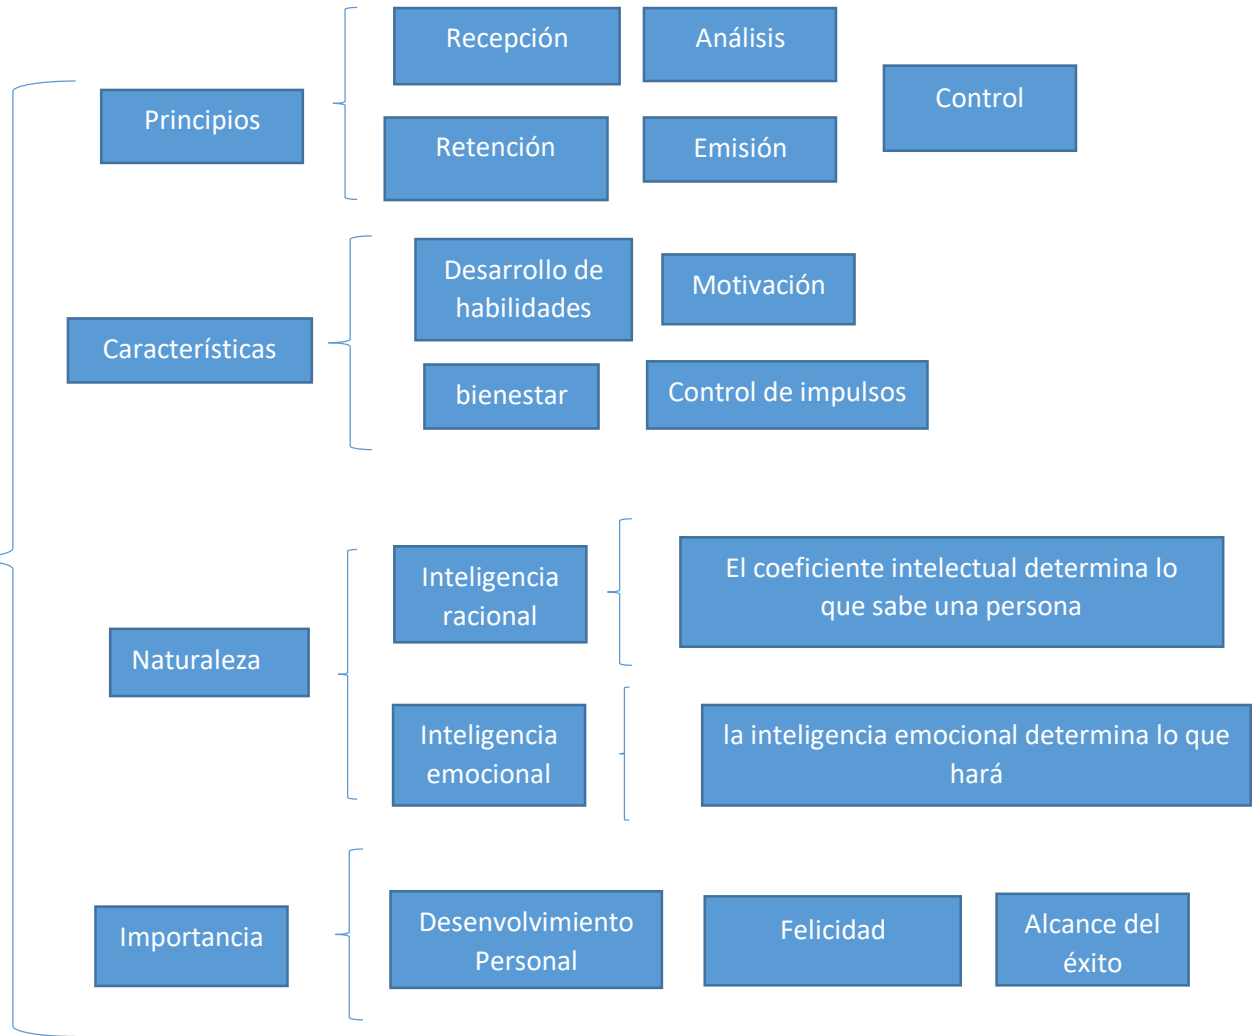 Principios
Recepción
Análisis
Control
Retención
Emisión
Características
Desarrollo de
habilidades
Motivación
bienestar
Control de impulsos
Naturaleza
Inteligencia
racional
El coeficiente intelectual determina lo
que sabe una persona
Inteligencia
emocional
la inteligencia emocional determina lo que
hará
Importancia
Desenvolvimiento
Personal
Felicidad
Alcance del
éxito